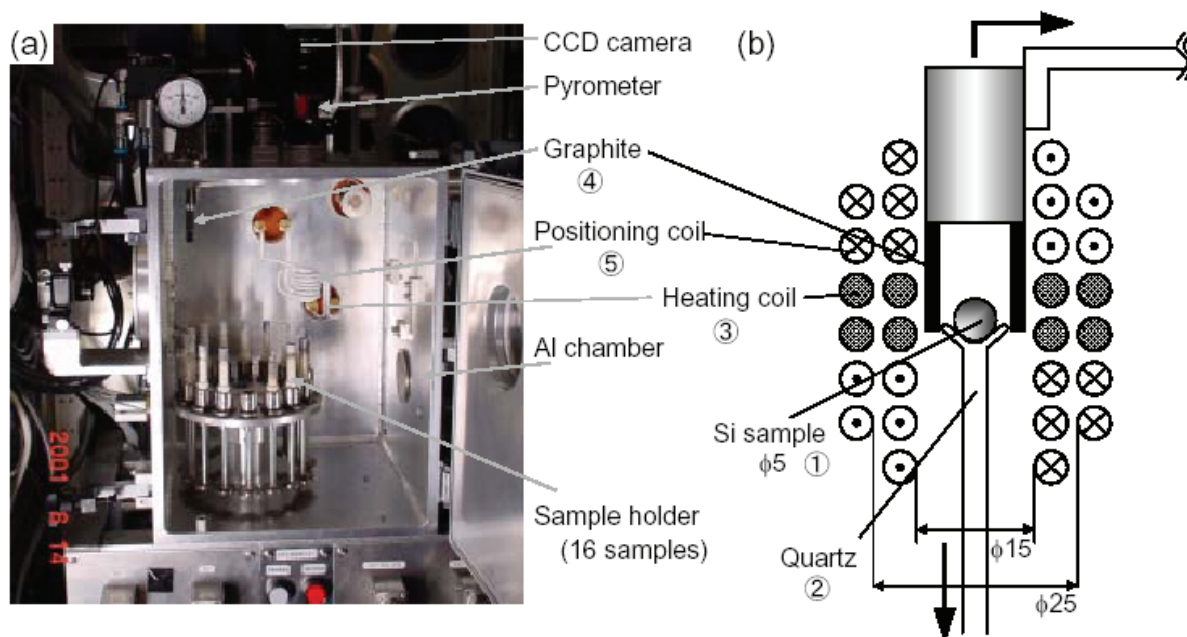 (a)
CCD camera
Pyrometer
Graphite
④
Positioning coil
⑤
Heating coil
③
Al chamber
Sample holder
(16 samples)
2001 6 14
(b)
Si sample ①
ϕ5
Quartz
②
ϕ15
ϕ25